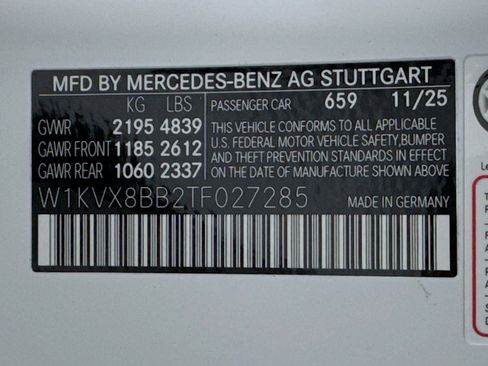 MFD BY MERCEDES-BENZ AG STUTTGART
KG LBS PASSENGER CAR 659 11/25
GVWR 2195 4839
GAWR FRONT 1185 2612
GAWR REAR 1060 2337
THIS VEHICLE CONFORMS TO ALL APPLICABLE
U.S. FEDERAL MOTOR VEHICLE SAFETY,BUMPER
AND THEFT PREVENTION STANDARDS IN EFFECT
ON THE DATE OF MANUFACTURE SHOWN ABOVE.
W1KVX8BB2TF027285 MADE IN GERMANY